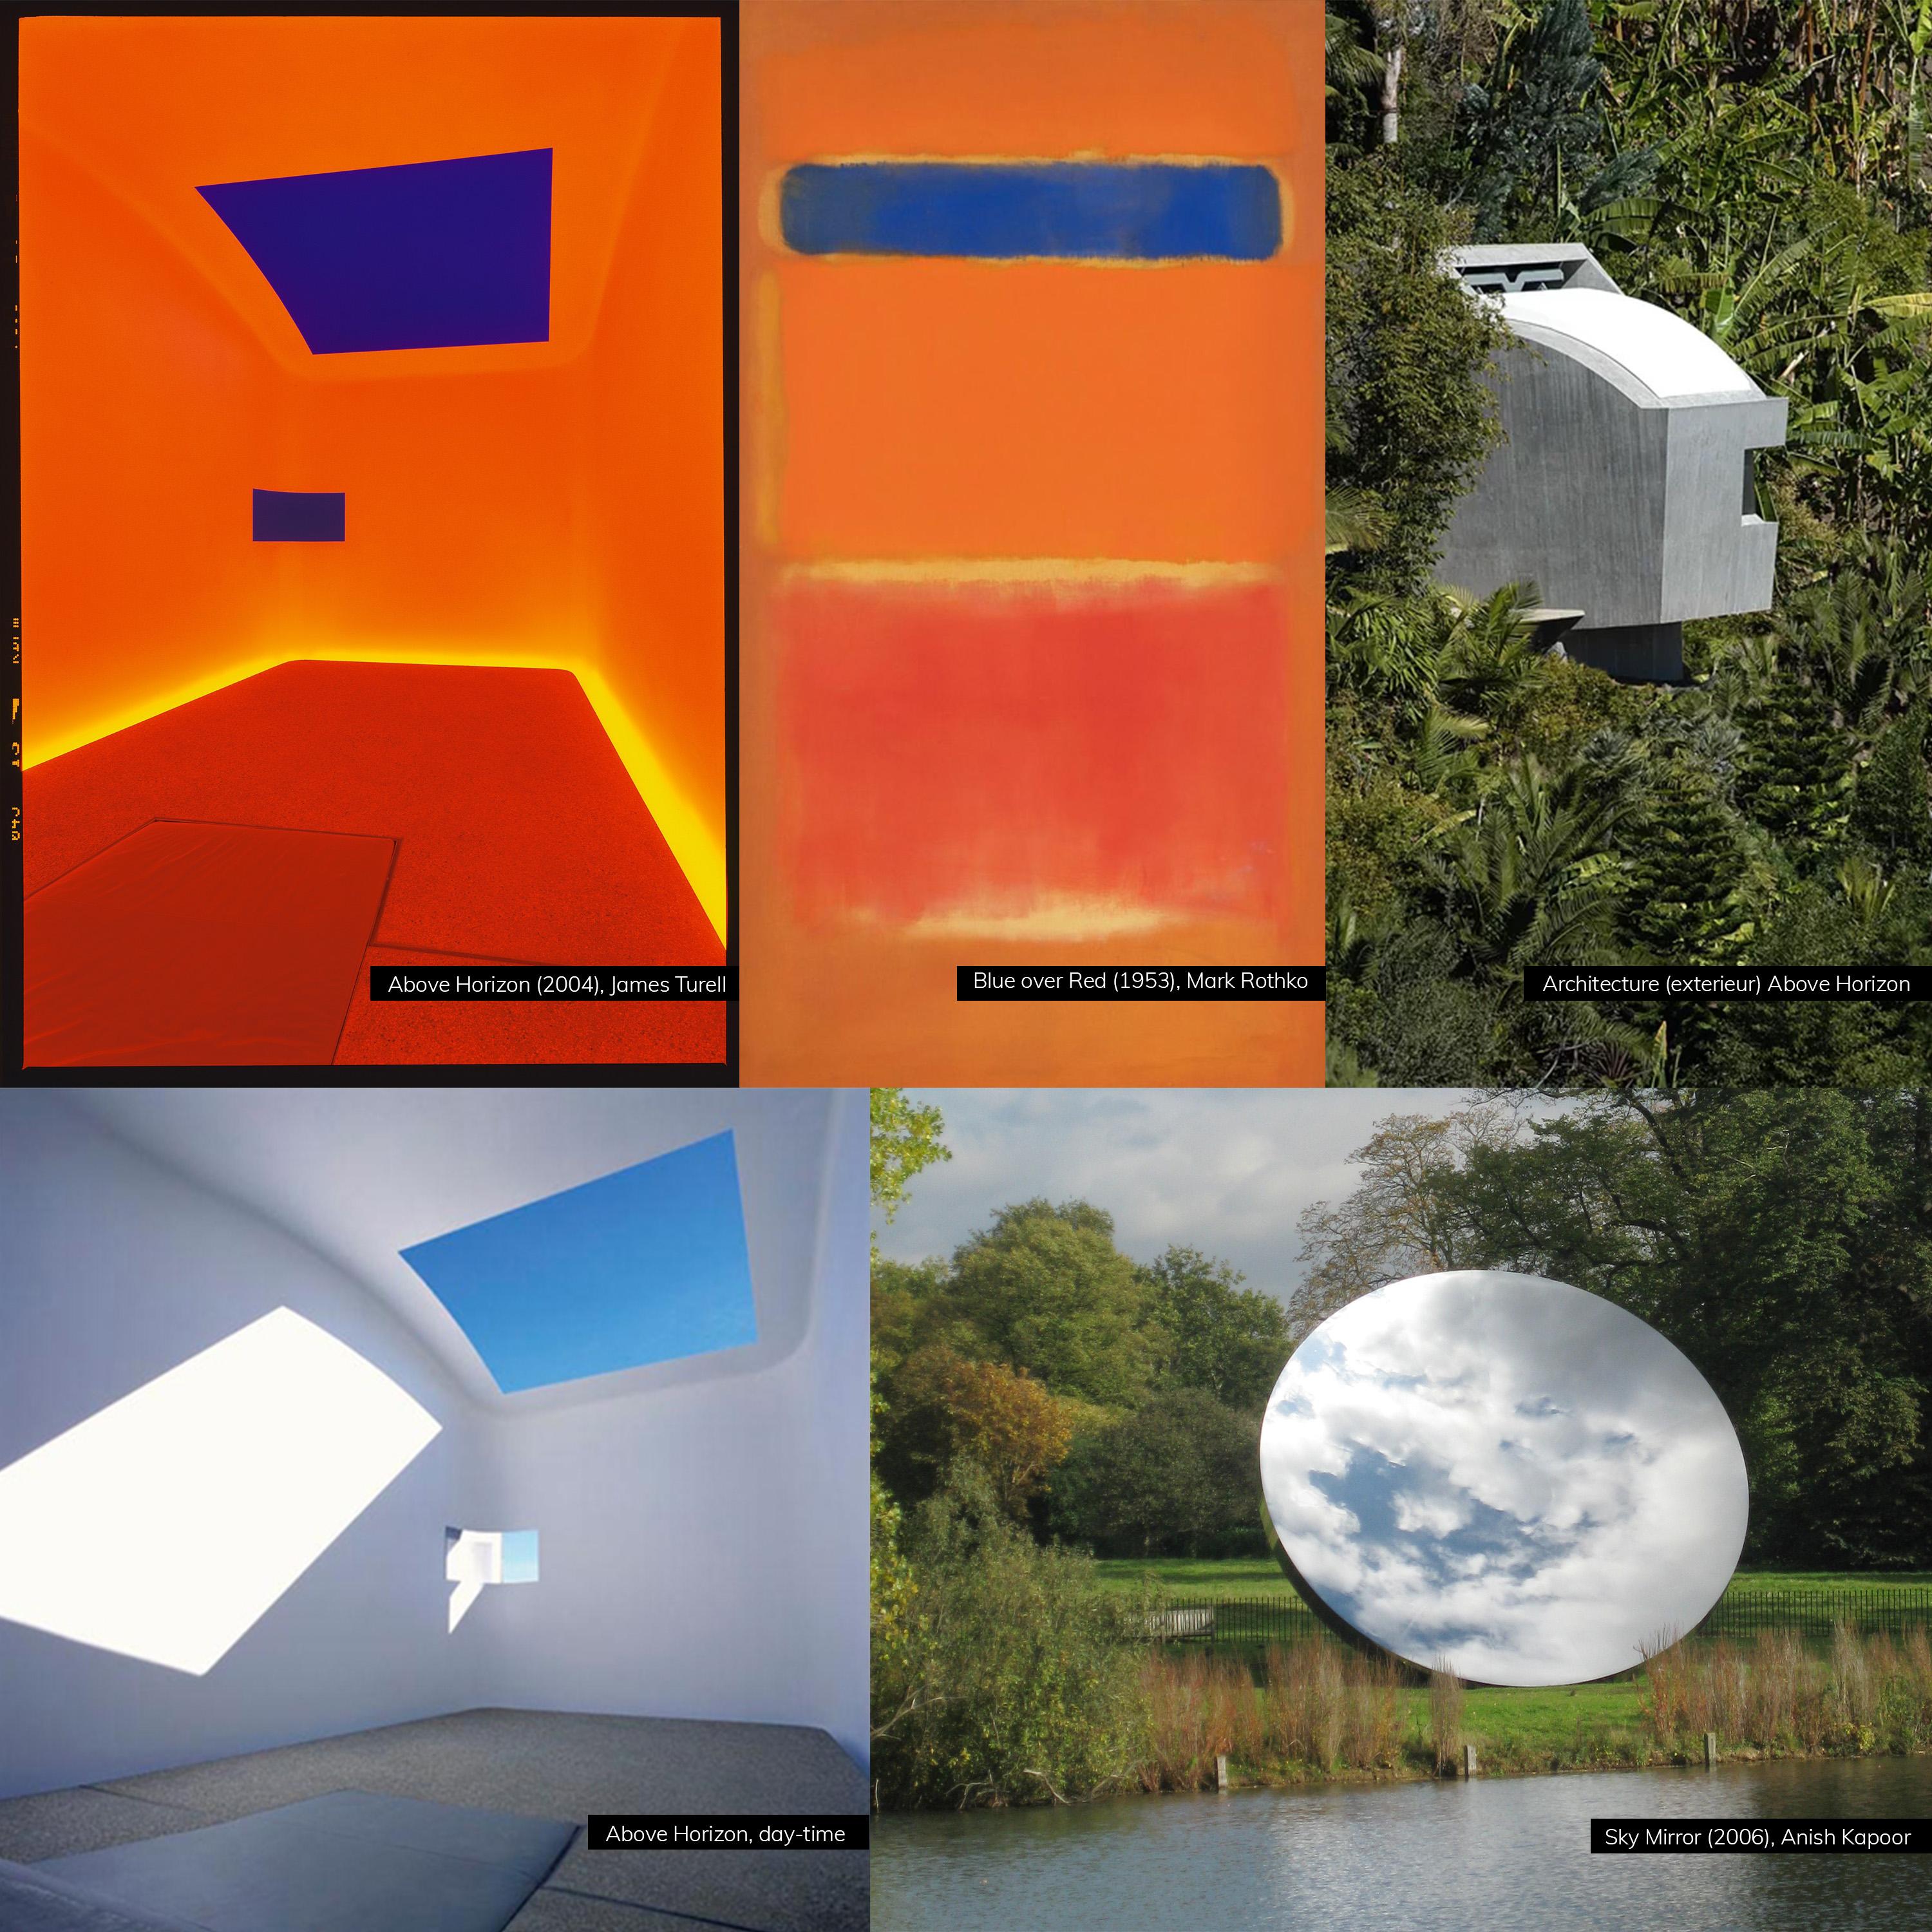 Above Horizon (2004), James Turell
Blue over Red (1953), Mark Rothko
Architecture (exterieur) Above Horizon
Above Horizon, day-time
Sky Mirror (2006), Anish Kapoor